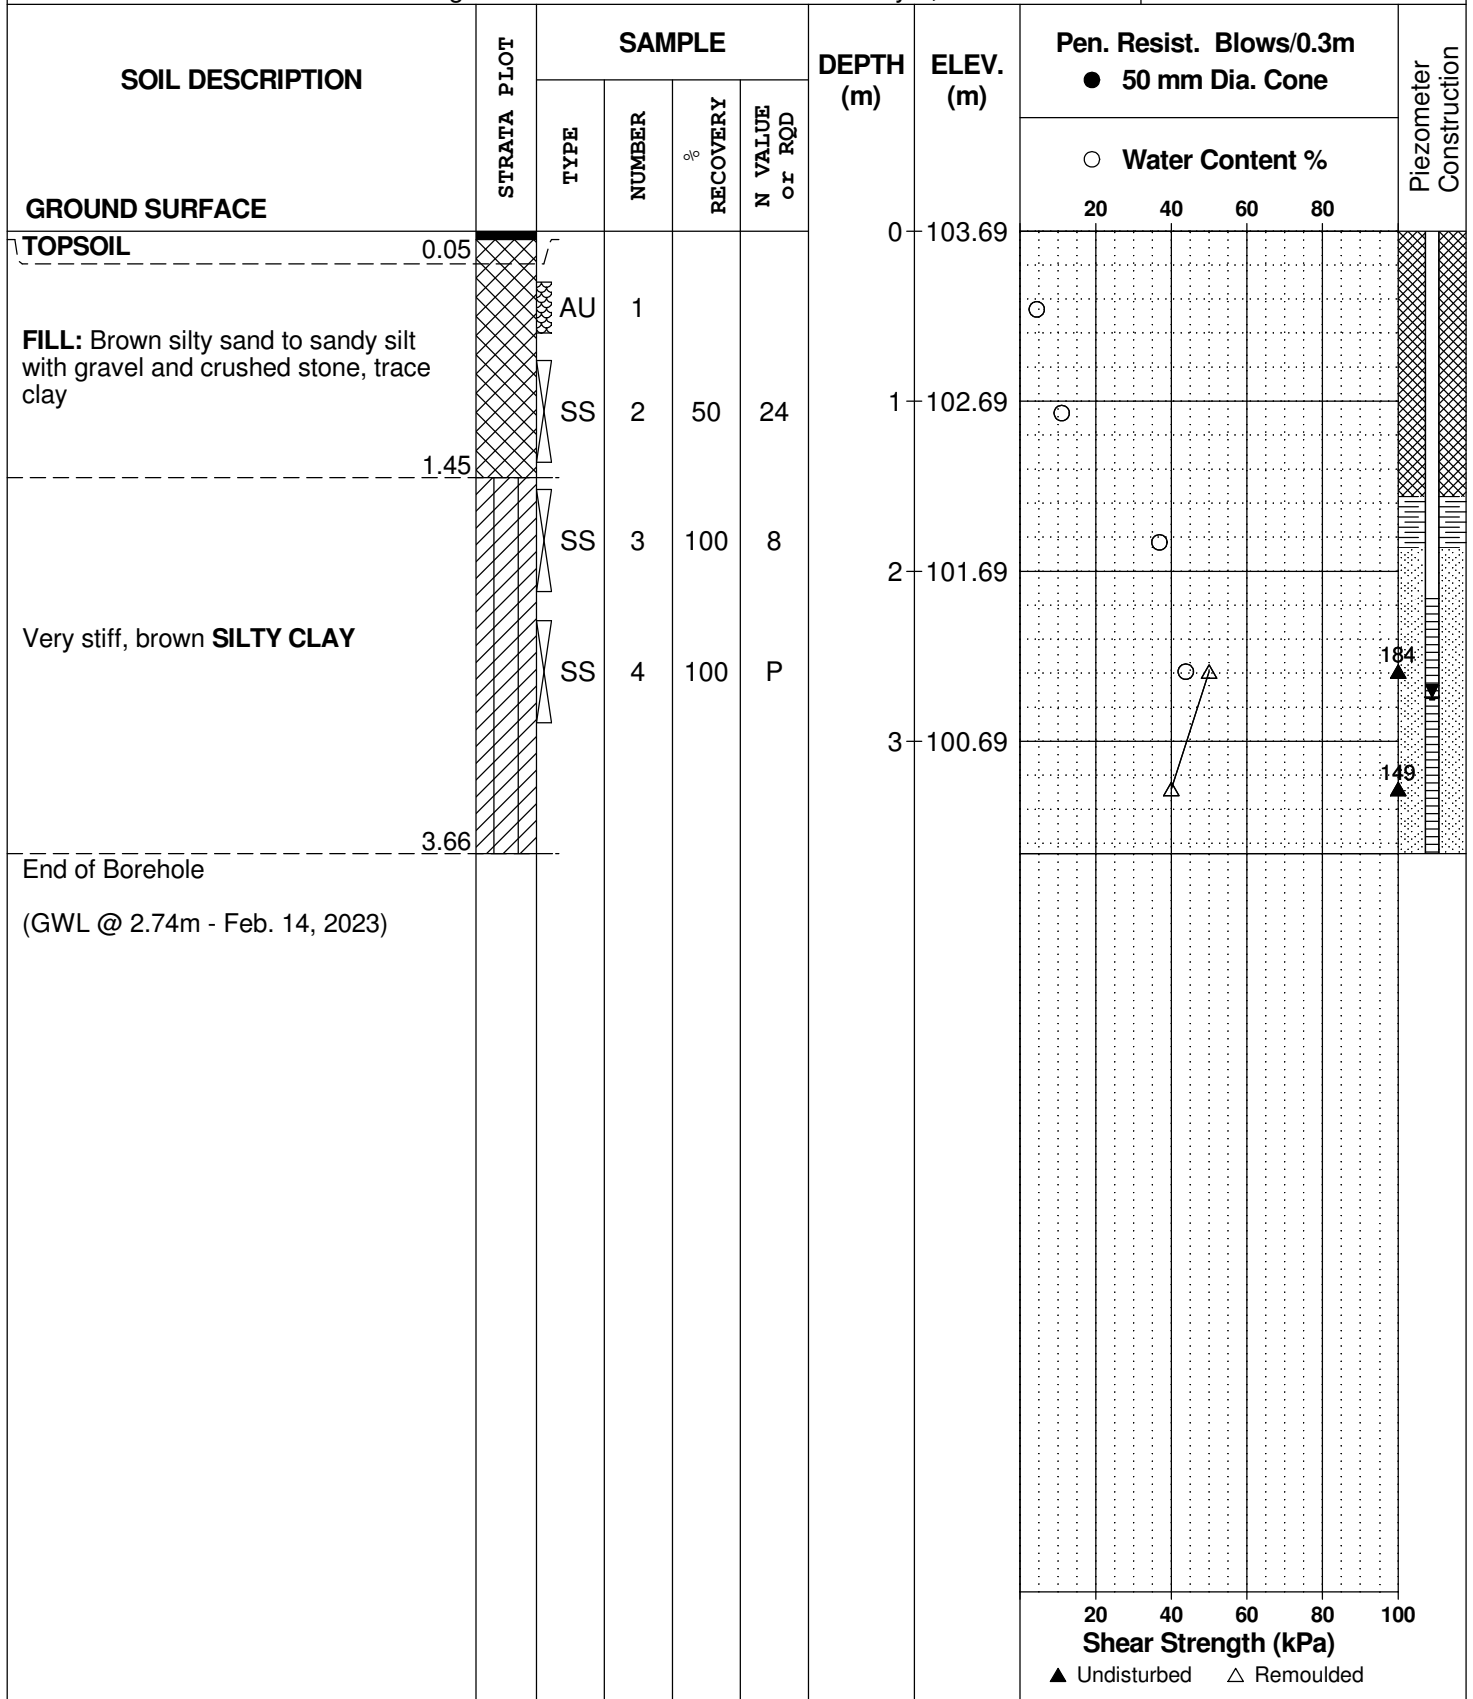 SOIL DESCRIPTION
GROUND SURFACE
STRATA PLOT
SAMPLE
TYPE
NUMBER
%
RECOVERY
N VALUE
or RQD
DEPTH
(m)
ELEV.
(m)
Pen. Resist. Blows/0.3m
● 50 mm Dia. Cone
○ Water Content %
20 40 60 80
Piezometer
Construction
TOPSOIL 0.05
0 103.69
AU 1
FILL: Brown silty sand to sandy silt
with gravel and crushed stone, trace
clay
SS 2 50 24
1 102.69
1.45
SS 3 100 8
2 101.69
Very stiff, brown SILTY CLAY
SS 4 100 P
184
3 100.69
149
3.66
End of Borehole
(GWL @ 2.74m - Feb. 14, 2023)
20 40 60 80 100
Shear Strength (kPa)
▲ Undisturbed △ Remoulded